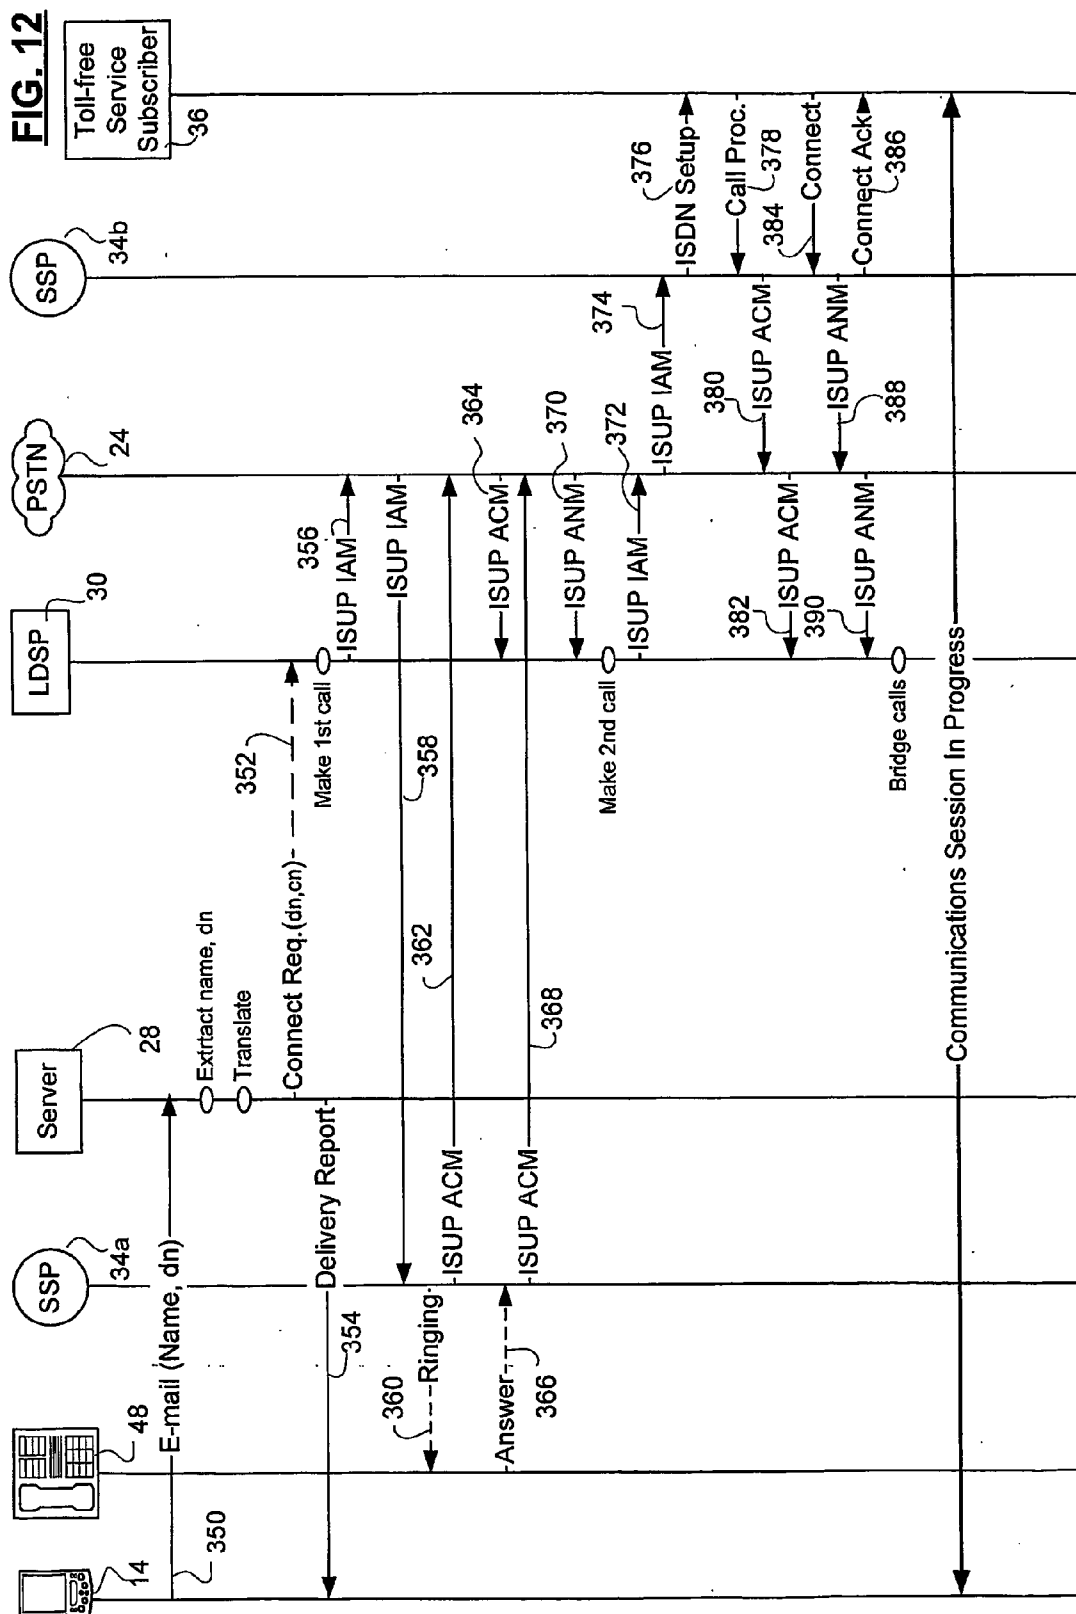 FIG. 12
14
48
SSP
34a
Server
28
LDSP
30
PSTN
24
SSP
34b
Toll-free
Service
Subscriber
36
350
E-mail (Name, dn)
Extrtact name, dn
Translate
Connect Req.(dn,cn)
352
Delivery Report
354
Make 1st call
ISUP IAM
356
ISUP IAM
358
360
Ringing
ISUP ACM
362
ISUP ACM
364
Answer
366
ISUP ACM
368
ISUP ANM
370
Make 2nd call
ISUP IAM
372
ISUP IAM
374
ISDN Setup
376
Call Proc.
378
ISUP ACM
380
ISUP ACM
382
Connect
384
Connect Ack
386
ISUP ANM
388
ISUP ANM
390
Bridge calls
Communications Session In Progress